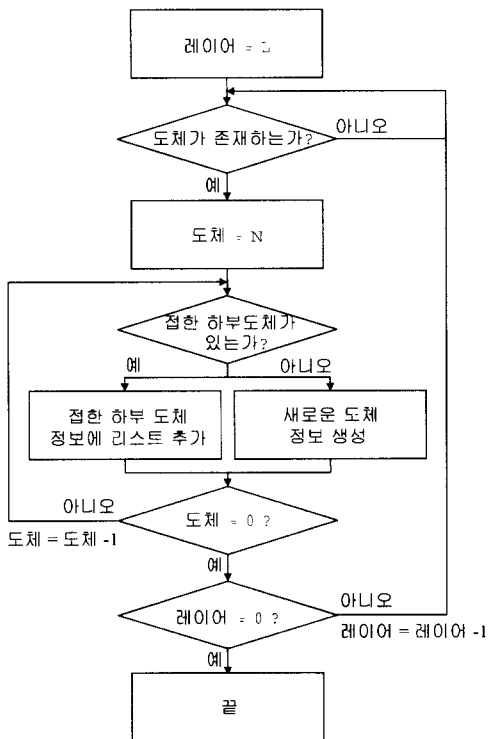 레이어 =
도체가 존재하는가?
아니오
예
도체 = N
접한 하부도체가
있는가?
예
아니오
접한 하부 도체
정보에 리스트 추가
새로운 도체
정보 생성
아니오
도체 = 0 ?
도체 = 도체 -1
예
아니오
레이어 = 0 ?
레이어 = 레이어 -1
예
끝